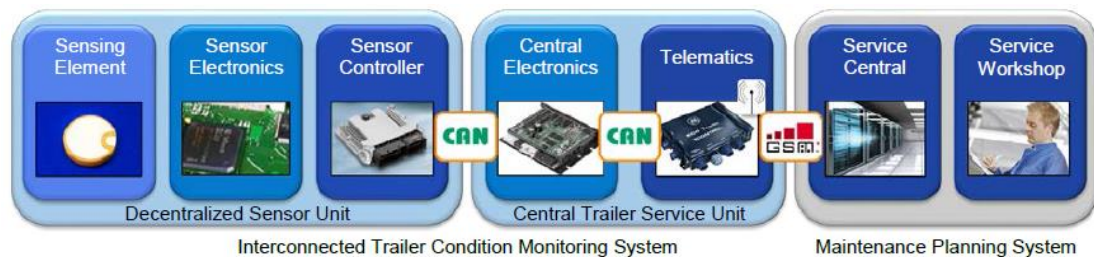 Sensing
Element
Sensor
Electronics
Sensor
Controller
Central
Electronics
Telematics
Service
Central
Service
Workshop
CAN
CAN
GSM
Decentralized Sensor Unit
Central Trailer Service Unit
Interconnected Trailer Condition Monitoring System
Maintenance Planning System